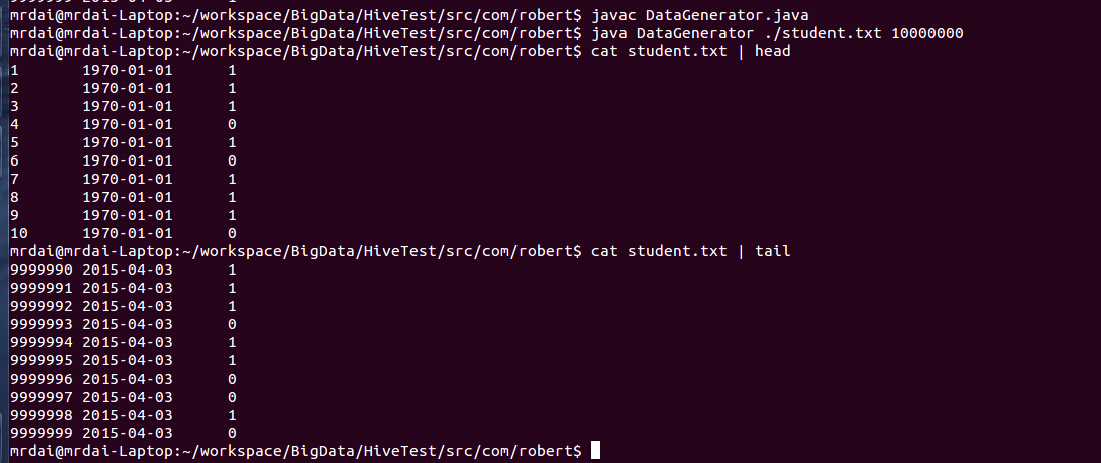 mrdai@mrdai-Laptop:~/workspace/BigData/HiveTest/src/com/robert$ javac DataGenerator.java
mrdai@mrdai-Laptop:~/workspace/BigData/HiveTest/src/com/robert$ java DataGenerator ./student.txt 10000000
mrdai@mrdai-Laptop:~/workspace/BigData/HiveTest/src/com/robert$ cat student.txt | head
1 1970-01-01 1
2 1970-01-01 1
3 1970-01-01 1
4 1970-01-01 0
5 1970-01-01 1
6 1970-01-01 0
7 1970-01-01 1
8 1970-01-01 1
9 1970-01-01 1
10 1970-01-01 0
mrdai@mrdai-Laptop:~/workspace/BigData/HiveTest/src/com/robert$ cat student.txt | tail
9999990 2015-04-03 1
9999991 2015-04-03 1
9999992 2015-04-03 1
9999993 2015-04-03 0
9999994 2015-04-03 1
9999995 2015-04-03 1
9999996 2015-04-03 0
9999997 2015-04-03 0
9999998 2015-04-03 1
9999999 2015-04-03 0
mrdai@mrdai-Laptop:~/workspace/BigData/HiveTest/src/com/robert$